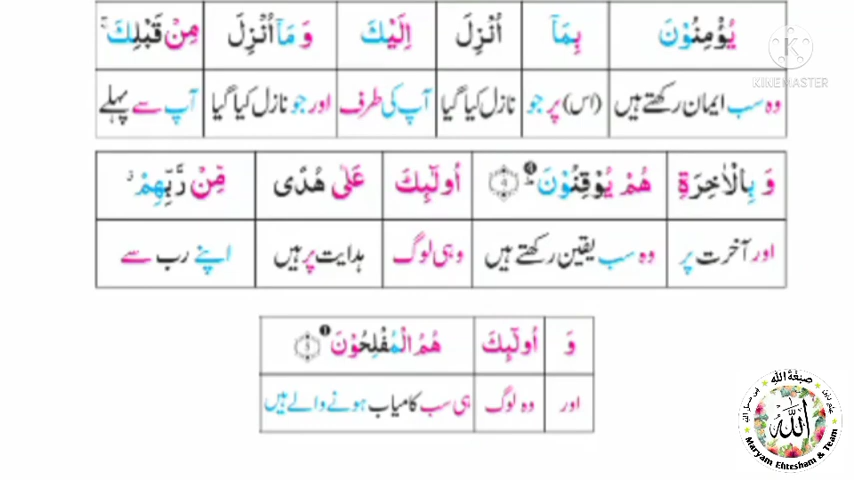 يُؤْمِنُوْنَ بِمَآ اُنْزِلَ اِلَيْكَ وَ مَآ اُنْزِلَ مِنْ قَبْلِكَ ۚ
وہ سب ایمان رکھتے ہیں (اس) پر جو نازل کیا گیا آپ کی طرف اور جو نازل کیا گیا آپ سے پہلے
وَ بِالْاٰخِرَةِ هُمْ يُوْقِنُوْنَ اُولٰٓئِكَ عَلٰى هُدًى مِّنْ رَّبِّهِمْ ۗ
اور آخرت پر وہ سب یقین رکھتے ہیں وہی لوگ ہدایت پر ہیں اپنے رب سے
وَ اُولٰٓئِكَ هُمُ الْمُفْلِحُوْنَ
اور وہ لوگ ہی سب کامیاب ہونے والے ہیں
K
KINEMASTER
صِبْغَةَ اللّٰهِ
اللّٰه
Maryam Ehtesham & Team